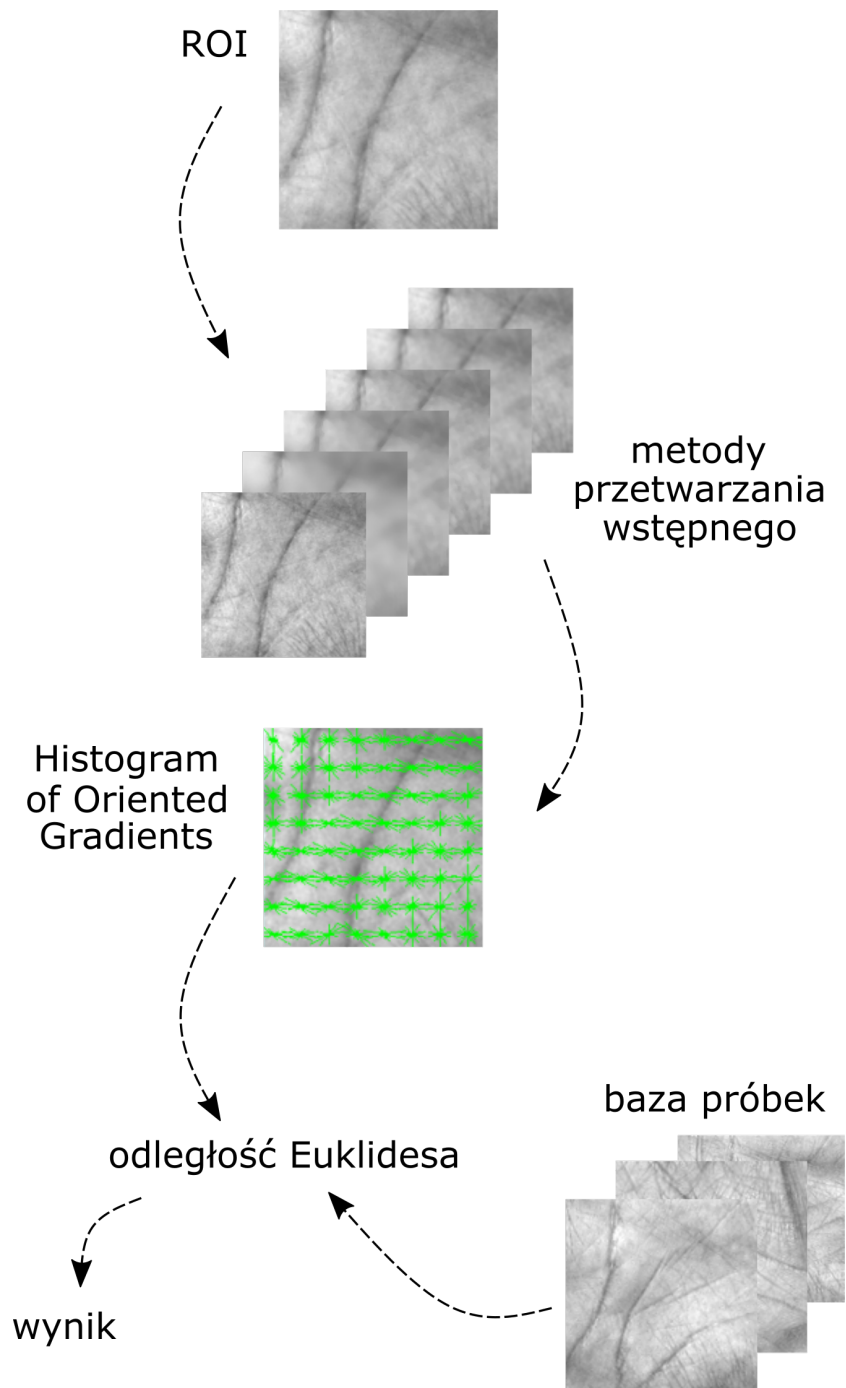 ROI
metody
przetwarzania
wstępnego
Histogram
of Oriented
Gradients
baza próbek
odległość Euklidesa
wynik